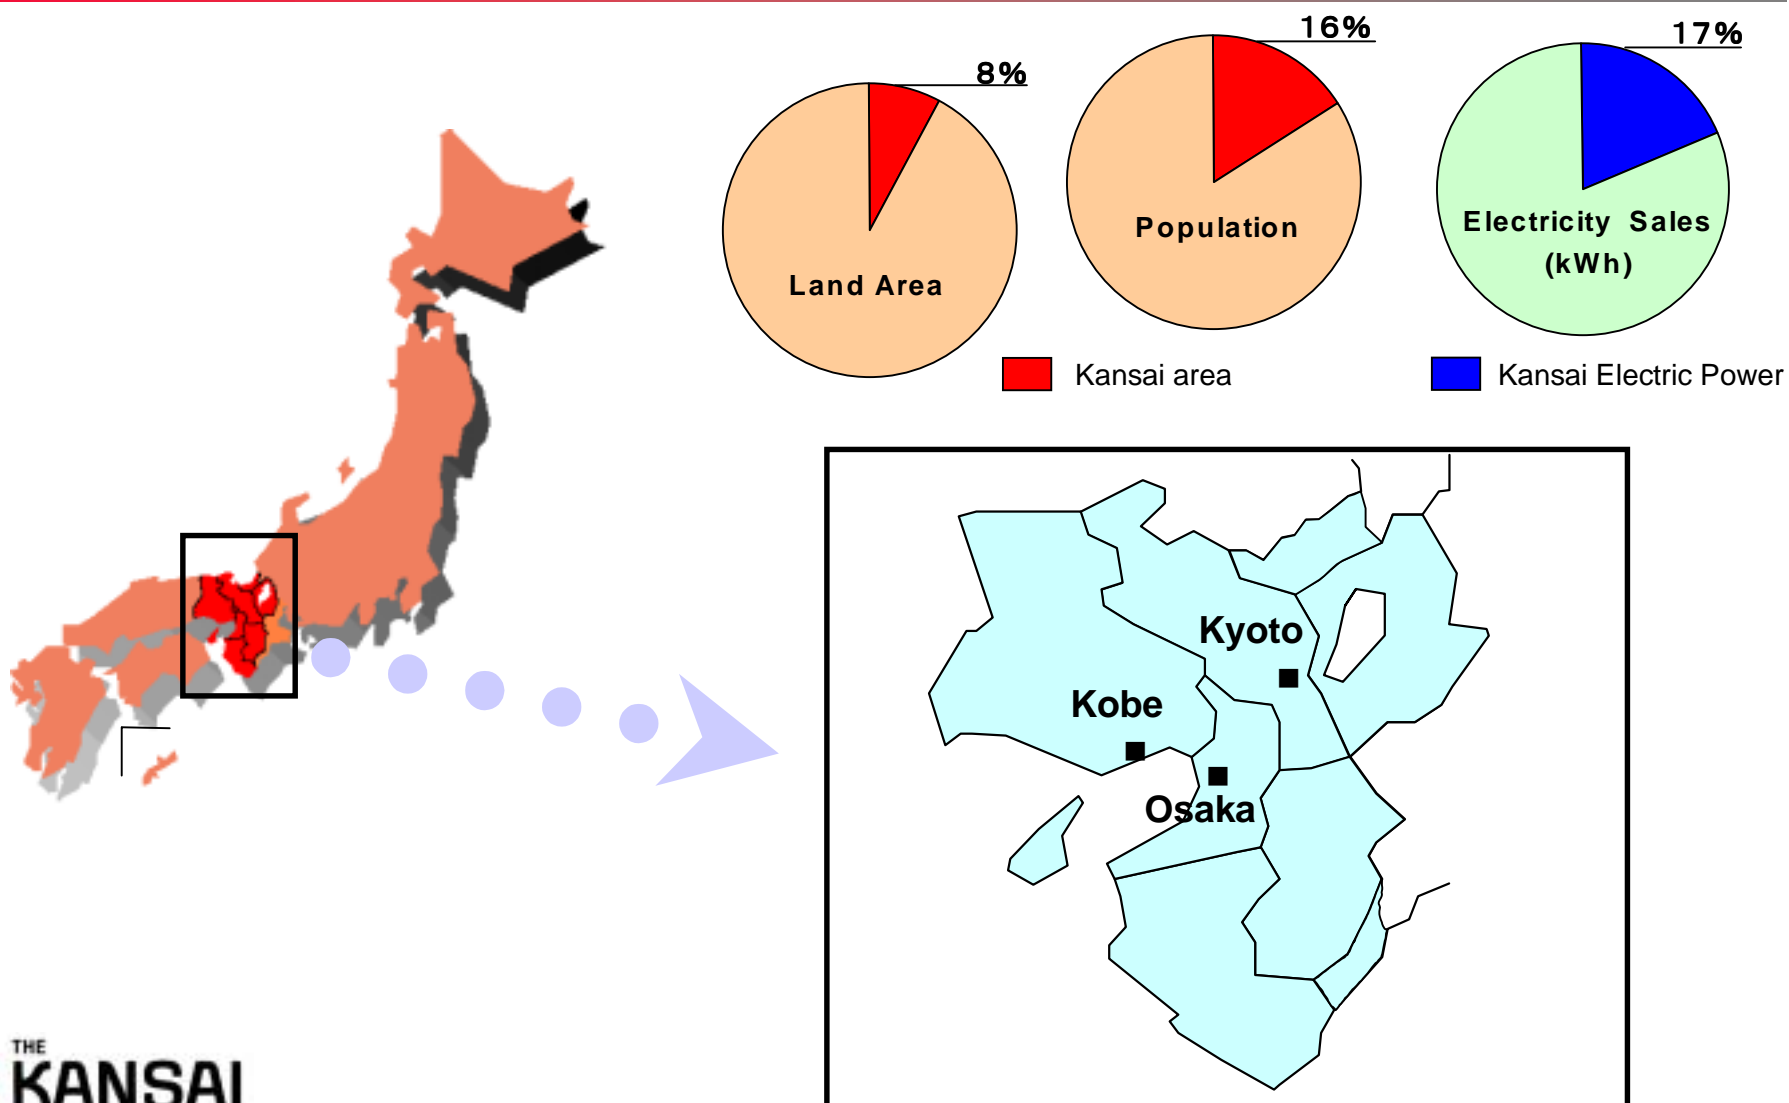 8%
16%
17%
Land Area
Population
Electricity Sales
(kWh)
Kansai area
Kansai Electric Power
Kyoto
Kobe
Osaka
THE
KANSAI